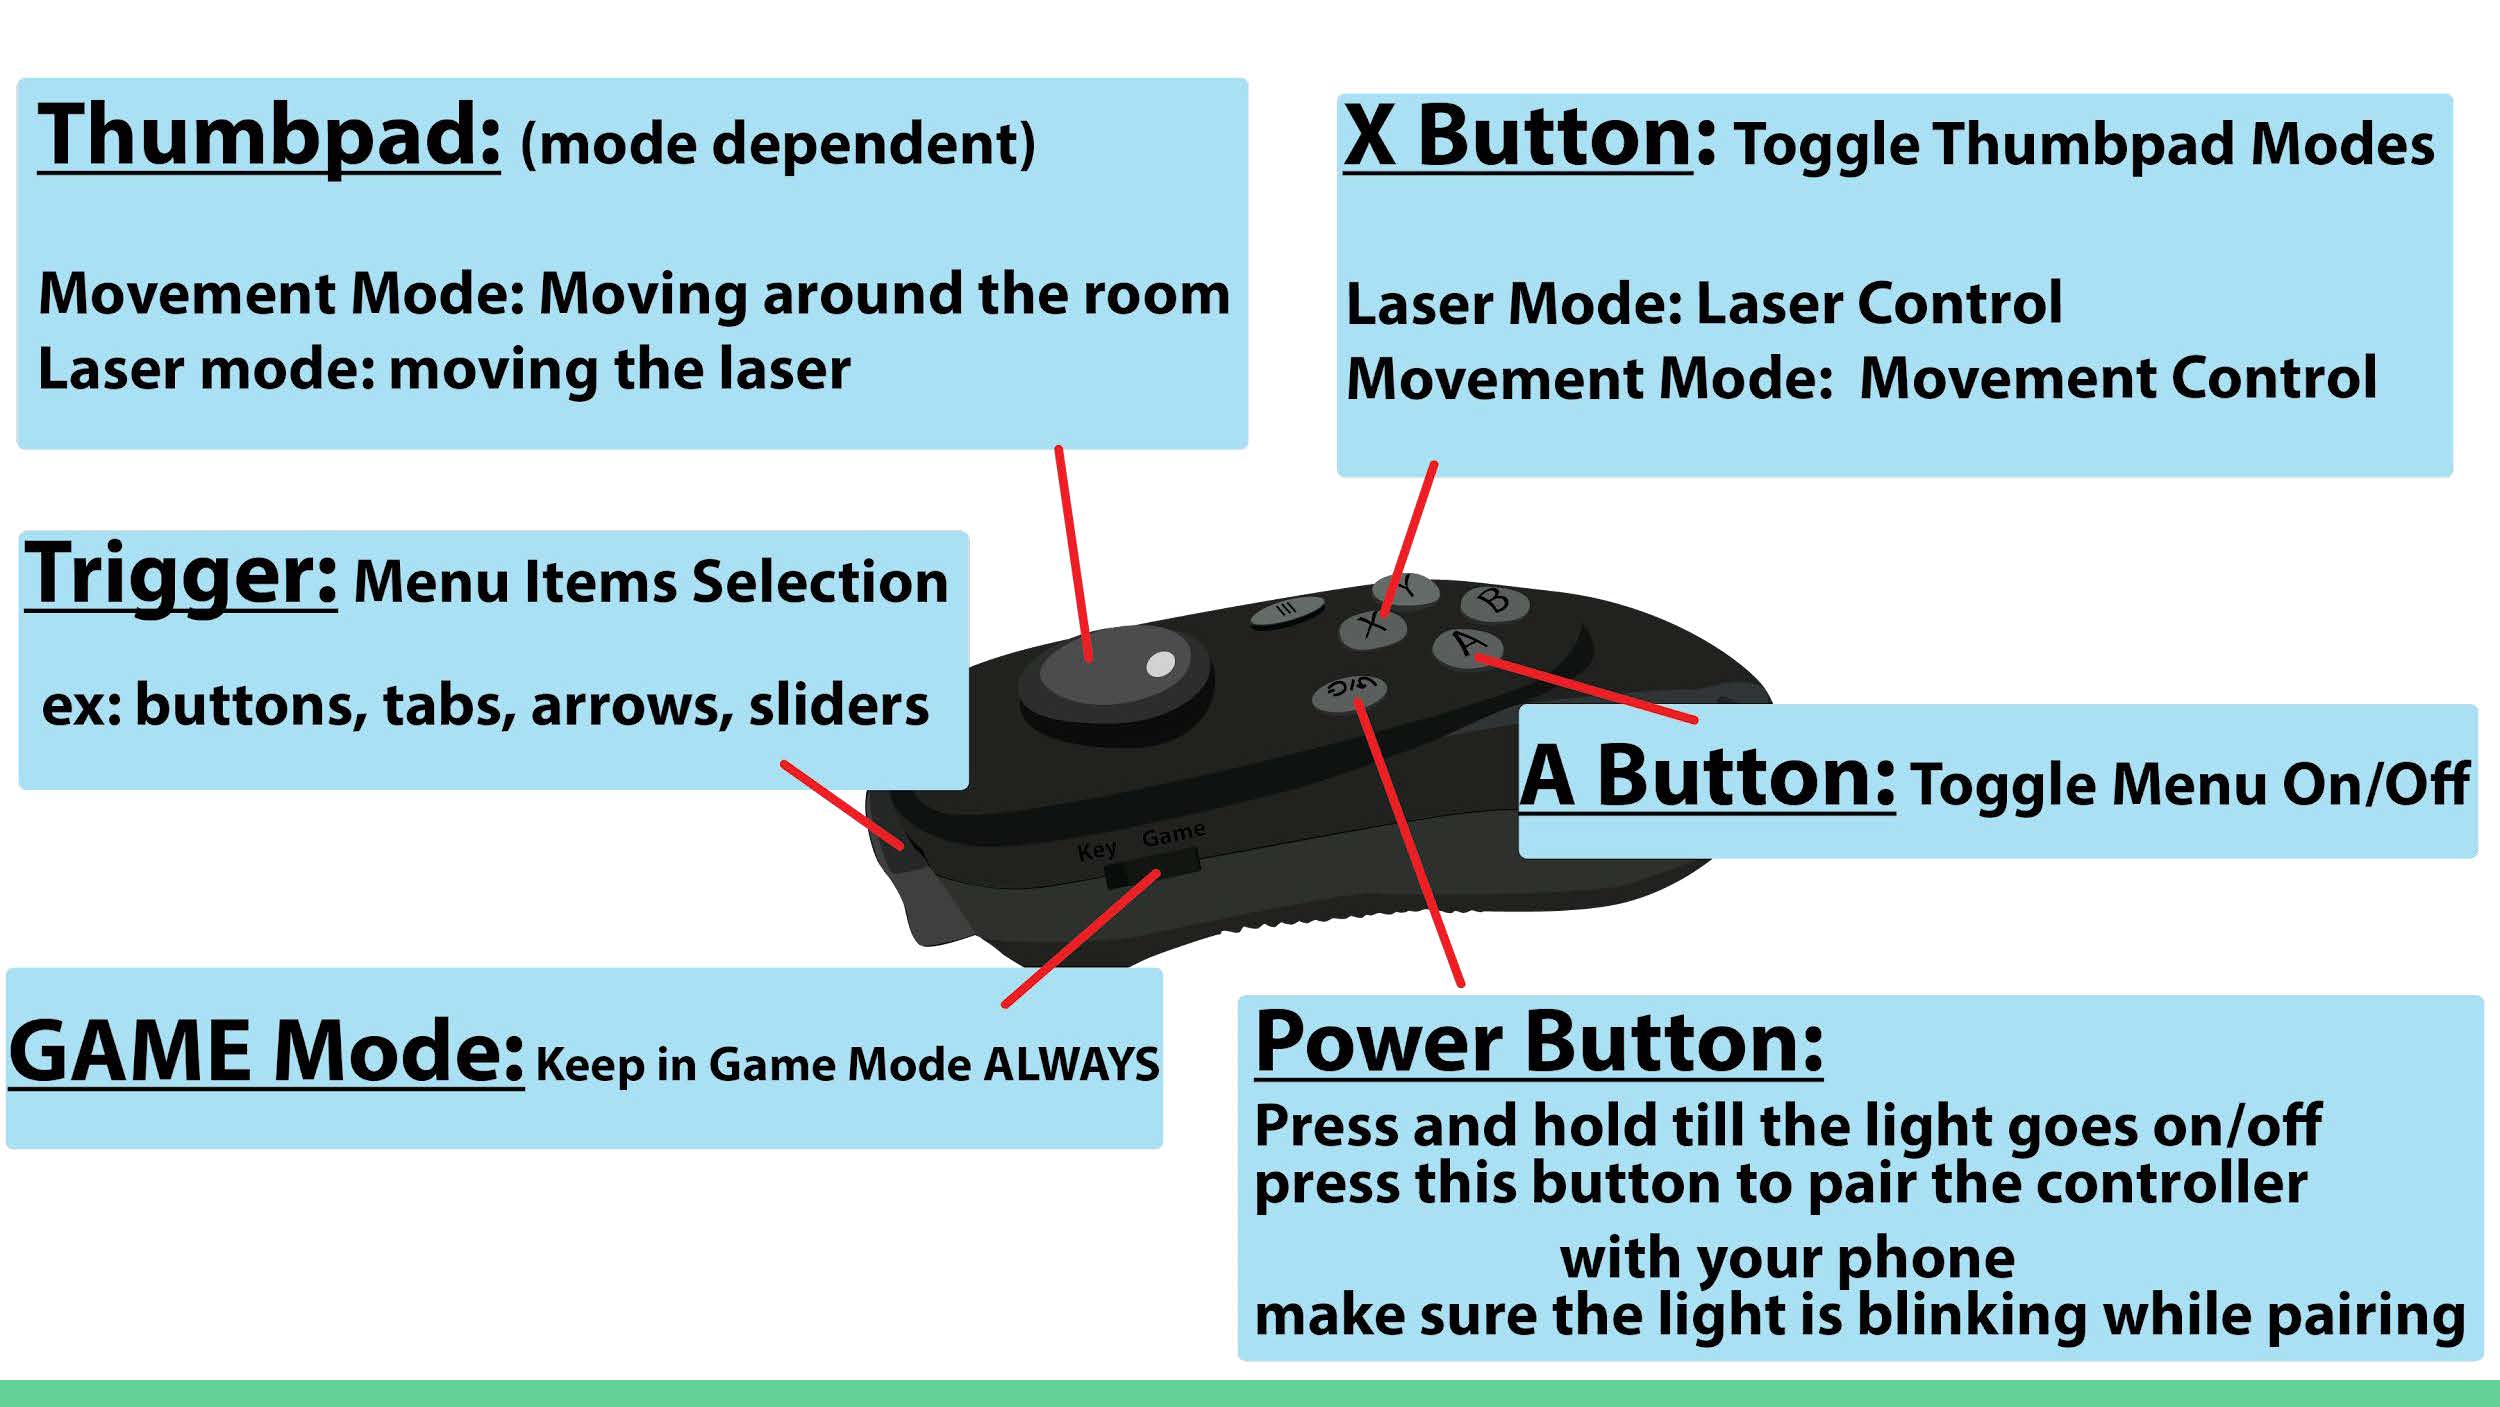 Thumbpad: (mode dependent)
Movement Mode: Moving around the room
Laser mode: moving the laser
X Button: Toggle Thumbpad Modes
Laser Mode: Laser Control
Movement Mode: Movement Control
Trigger: Menu Items Selection
ex: buttons, tabs, arrows, sliders
Y
B
X
A
A Button: Toggle Menu On/Off
Key Game
GAME Mode: Keep in Game Mode ALWAYS
Power Button:
Press and hold till the light goes on/off
press this button to pair the controller
with your phone
make sure the light is blinking while pairing